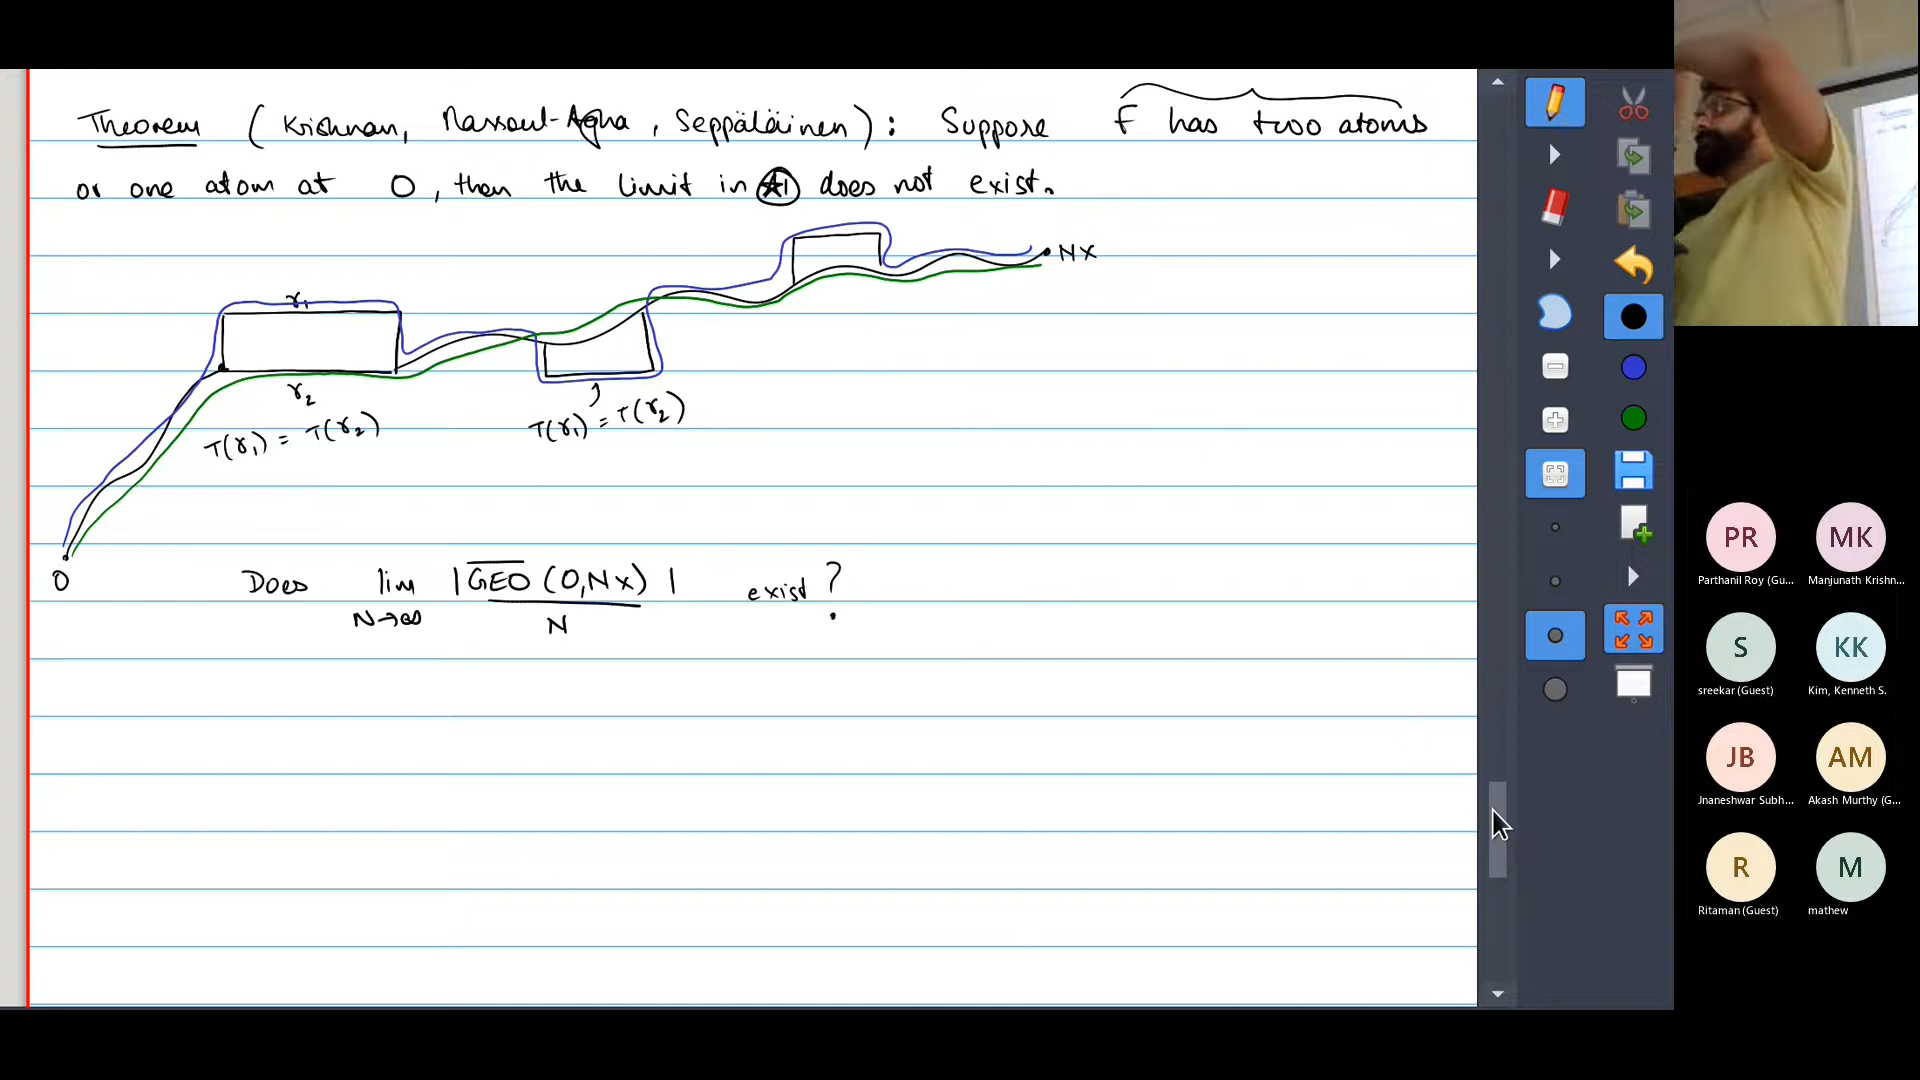 Theorem (Krishnan, Rassoul-Agha, Seppäläinen): Suppose F has two atoms
or one atom at 0, then the limit in ★1 does not exist.
NX
γ₁
γ₂
T(γ₁) = T(γ₂)
T(γ₁) = T(γ₂)
0
Does lim N→∞ |GEO (0,Nx)| / N exist?
PR
MK
Parthanil Roy (Gu...
Manjunath Krishn...
S
KK
sreekar (Guest)
Kim, Kenneth S.
JB
AM
Jnaneshwar Subh...
Akash Murthy (G...
R
M
Ritaman (Guest)
mathew